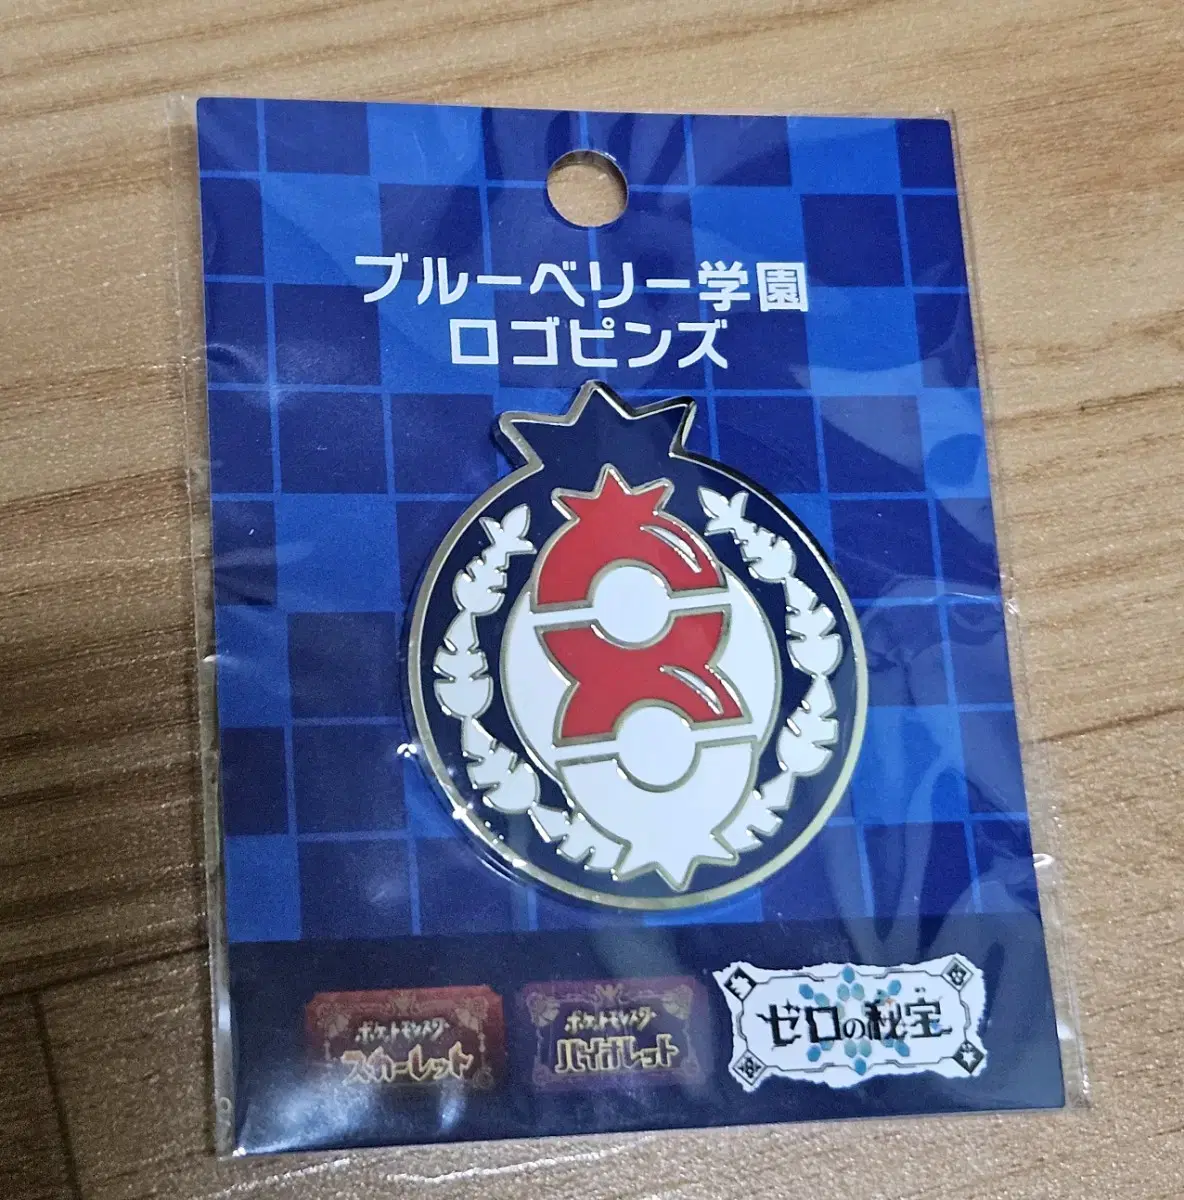 ブルーベリー学園
ロゴピンズ
ポケットモンスター
スカーレット
ポケットモンスター
バイオレット
ゼロの秘宝